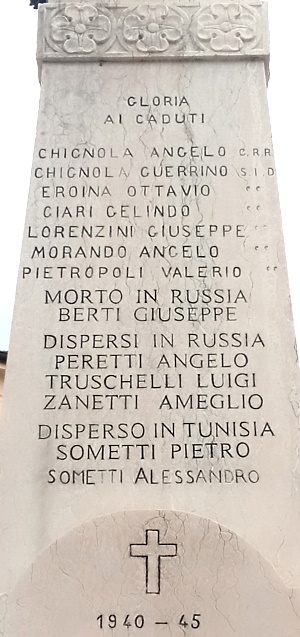 GLORIA
AI CADUTI
CHIGNOLA ANGELO C.R.R
CHIGNOLA GUERRINO S.I.D
EROINA OTTAVIO "
CIARI GELINDO "
LORENZINI GIUSEPPE "
MORANDO ANGELO "
PIETROPOLI VALERIO "
MORTO IN RUSSIA
BERTI GIUSEPPE
DISPERSI IN RUSSIA
PERETTI ANGELO
TRUSCHELLI LUIGI
ZANETTI AMEGLIO
DISPERSO IN TUNISIA
SOMETTI PIETRO
SOMETTI ALESSANDRO
1940 - 45